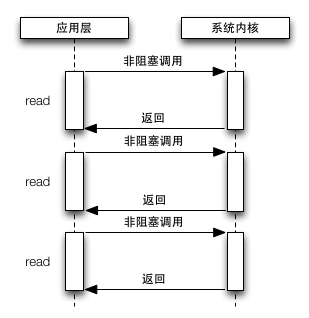 应用层 系统内核
非阻塞调用
read
返回
非阻塞调用
read
返回
非阻塞调用
read
返回